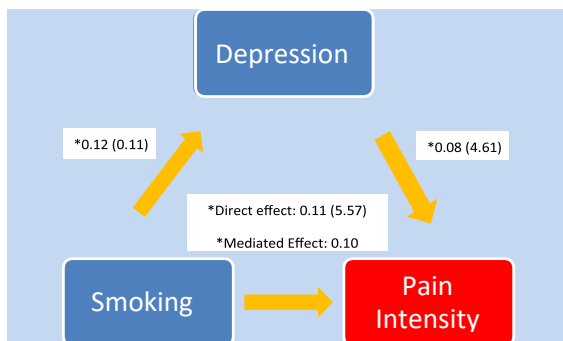 Depression
*0.12 (0.11)
*0.08 (4.61)
*Direct effect: 0.11 (5.57)
*Mediated Effect: 0.10
Smoking
Pain
Intensity